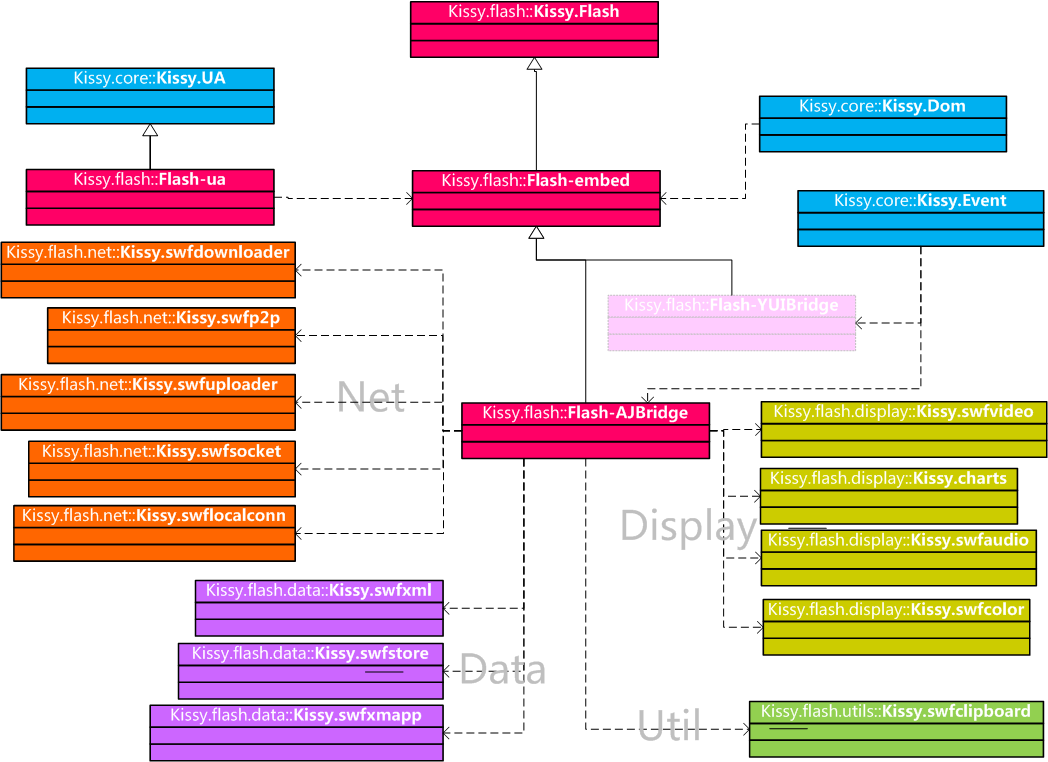 Kissy.flash::Kissy.Flash
Kissy.core::Kissy.UA
Kissy.core::Kissy.Dom
Kissy.flash::Flash-ua
Kissy.flash::Flash-embed
Kissy.core::Kissy.Event
Kissy.flash.net::Kissy.swfdownloader
Kissy.flash::Flash-YUIBridge
Kissy.flash.net::Kissy.swfp2p
Kissy.flash.net::Kissy.swfuploader
Net
Kissy.flash::Flash-AJBridge
Kissy.flash.display::Kissy.swfvideo
Kissy.flash.net::Kissy.swfsocket
Kissy.flash.display::Kissy.charts
Kissy.flash.net::Kissy.swflocalconn
Display
Kissy.flash.display::Kissy.swfaudio
Kissy.flash.data::Kissy.swfxml
Kissy.flash.display::Kissy.swfcolor
Kissy.flash.data::Kissy.swfstore
Data
Kissy.flash.data::Kissy.swfxmapp
Util
Kissy.flash.utils::Kissy.swfclipboard